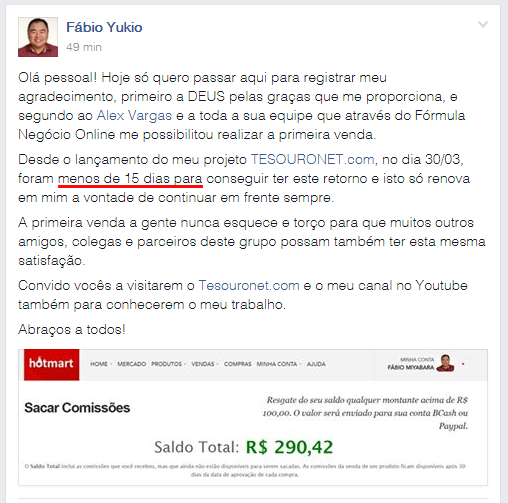 Fábio Yukio
49 min
Olá pessoal! Hoje só quero passar aqui para registrar meu
agradecimento, primeiro a DEUS pelas graças que me proporciona, e
segundo ao Alex Vargas e a toda a sua equipe que através do Fórmula
Negócio Online me possibilitou realizar a primeira venda.
Desde o lançamento do meu projeto TESOURONET.com, no dia 30/03,
foram menos de 15 dias para conseguir ter este retorno e isto só renova
em mim a vontade de continuar em frente sempre.
A primeira venda a gente nunca esquece e torço para que muitos outros
amigos, colegas e parceiros deste grupo possam também ter esta mesma
satisfação.
Convido vocês a visitarem o Tesouronet.com e o meu canal no Youtube
também para conhecerem o meu trabalho.
Abraços a todos!
hotmart
HOME MERCADO PRODUTOS VENDAS COMPRAS MINHA CONTA AJUDA
MINHA CONTA
FÁBIO MIYABARA
Sacar Comissões
Resgate do seu saldo qualquer montante acima de R$
100,00. O valor será enviado para sua conta BCash ou
Paypal.
Saldo Total: R$ 290,42
O Saldo Total inclui as comissões que você recebeu, mas que ainda não estão disponíveis para serem sacadas. As comissões da venda de um produto ficam disponíveis após 30
dias da data de aprovação de cada compra.